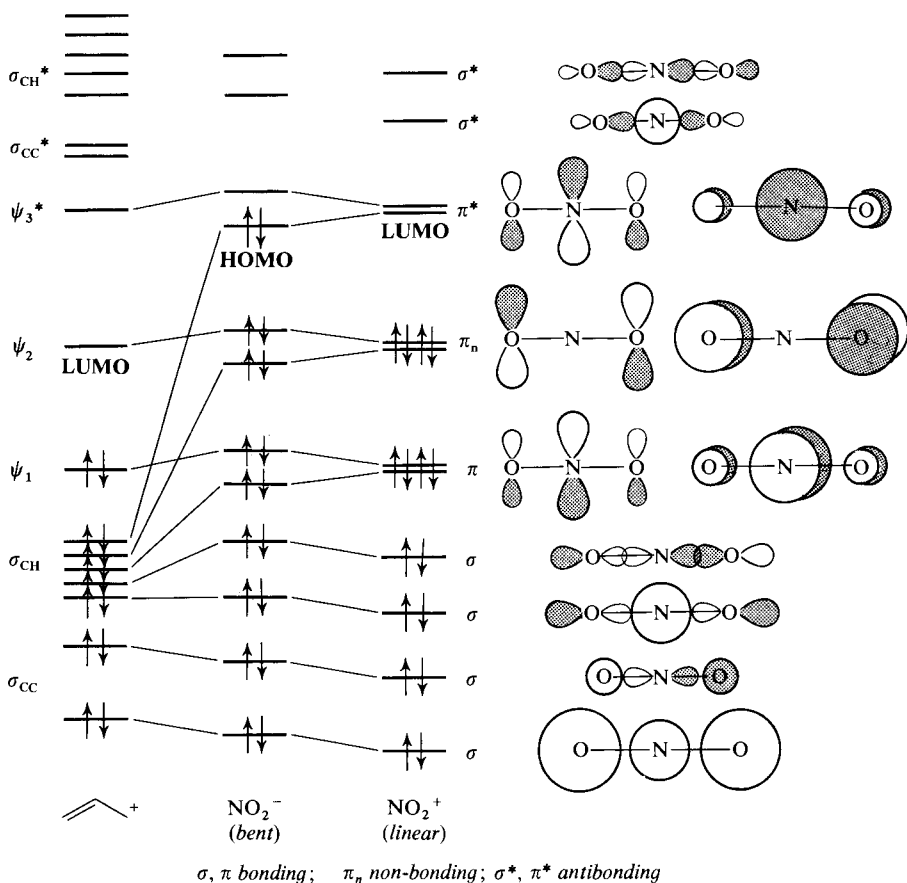 σCH*
σ*
O N O
σ*
O N O
σCC*
ψ3*
π*
O N O
N O
LUMO
HOMO
ψ2
πn
O N O
O N O
LUMO
ψ1
π
O N O
O N O
σCH
σ
O N O
σ
O N O
σCC
σ
O N O
σ
O N O
+
NO2−
(bent)
NO2+
(linear)
σ, π bonding; πn non-bonding; σ*, π* antibonding